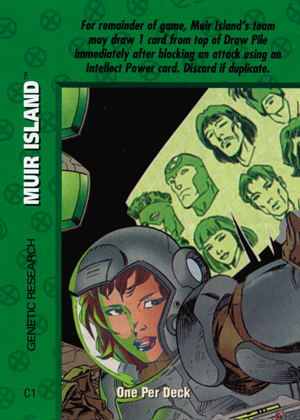 For remainder of game, Muir Island's team
may draw 1 card from top of Draw Pile
immediately after blocking an attack using an
Intellect Power card. Discard if duplicate.
MUIR ISLAND™
GENETIC RESEARCH
C1
One Per Deck